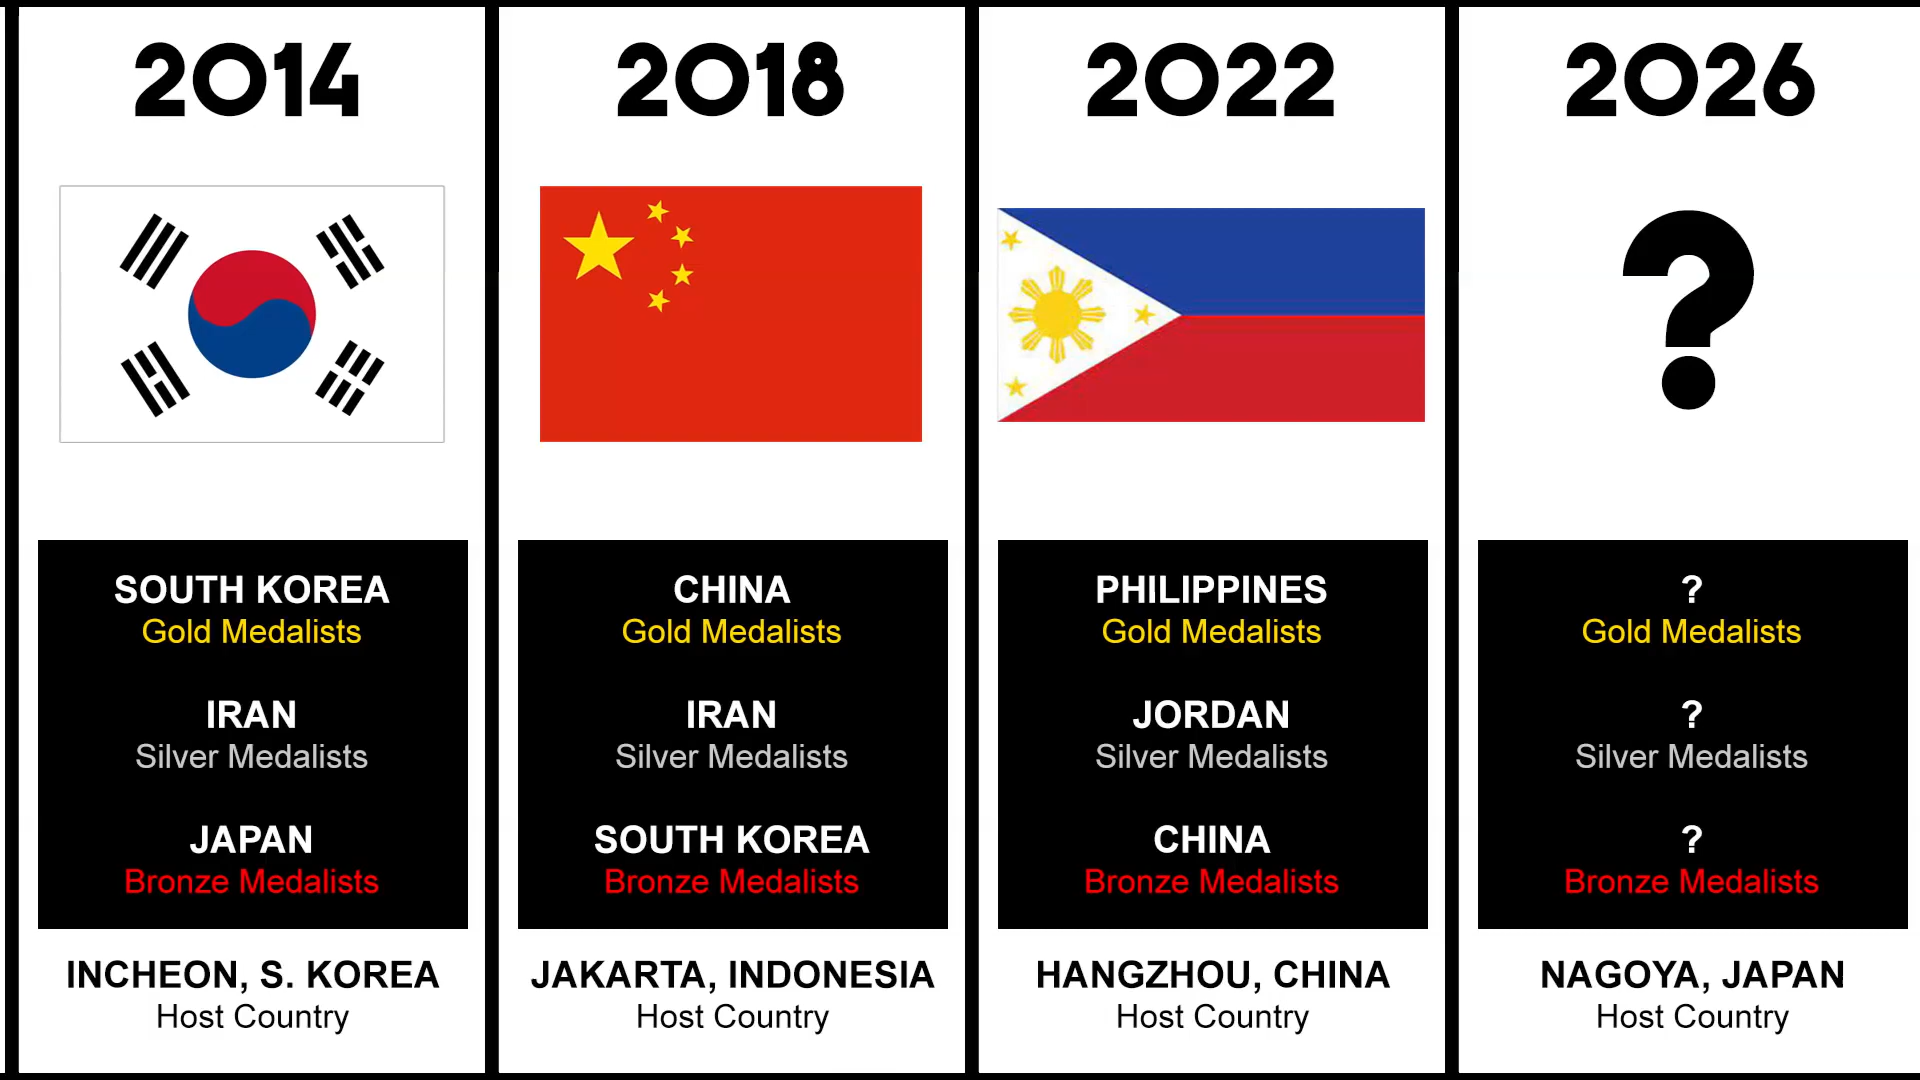 2014
SOUTH KOREA
Gold Medalists
IRAN
Silver Medalists
JAPAN
Bronze Medalists
INCHEON, S. KOREA
Host Country
2018
CHINA
Gold Medalists
IRAN
Silver Medalists
SOUTH KOREA
Bronze Medalists
JAKARTA, INDONESIA
Host Country
2022
PHILIPPINES
Gold Medalists
JORDAN
Silver Medalists
CHINA
Bronze Medalists
HANGZHOU, CHINA
Host Country
2026
?
?
Gold Medalists
?
Silver Medalists
?
Bronze Medalists
NAGOYA, JAPAN
Host Country